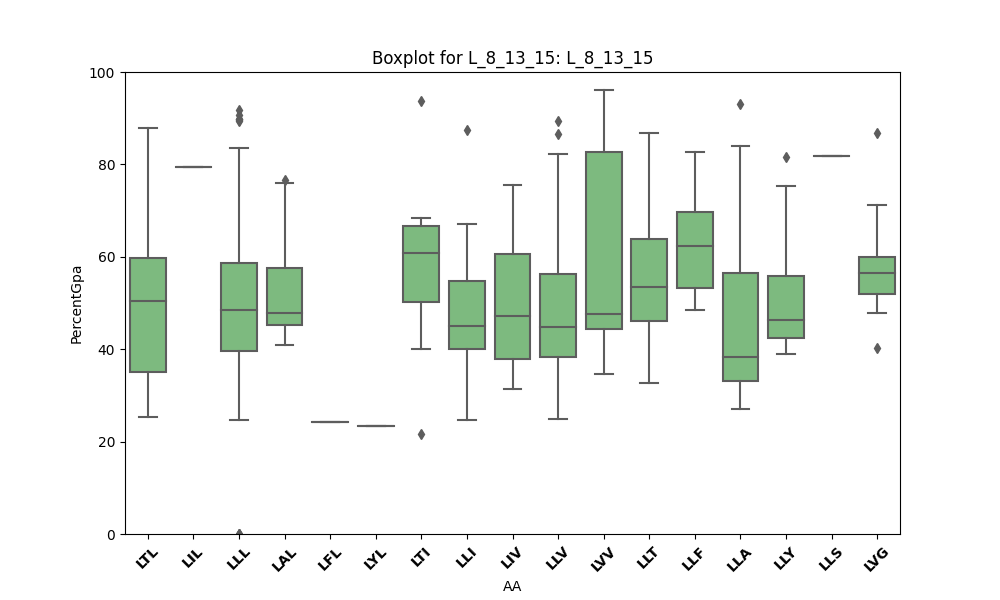 Boxplot for L_8_13_15: L_8_13_15
100
80
60
40
20
0
PercentGpa
LTL LIL LLL LAL LFL LYL LTI LLI LIV LLV LVV LLT LLF LLA LLY LLS LVG
AA